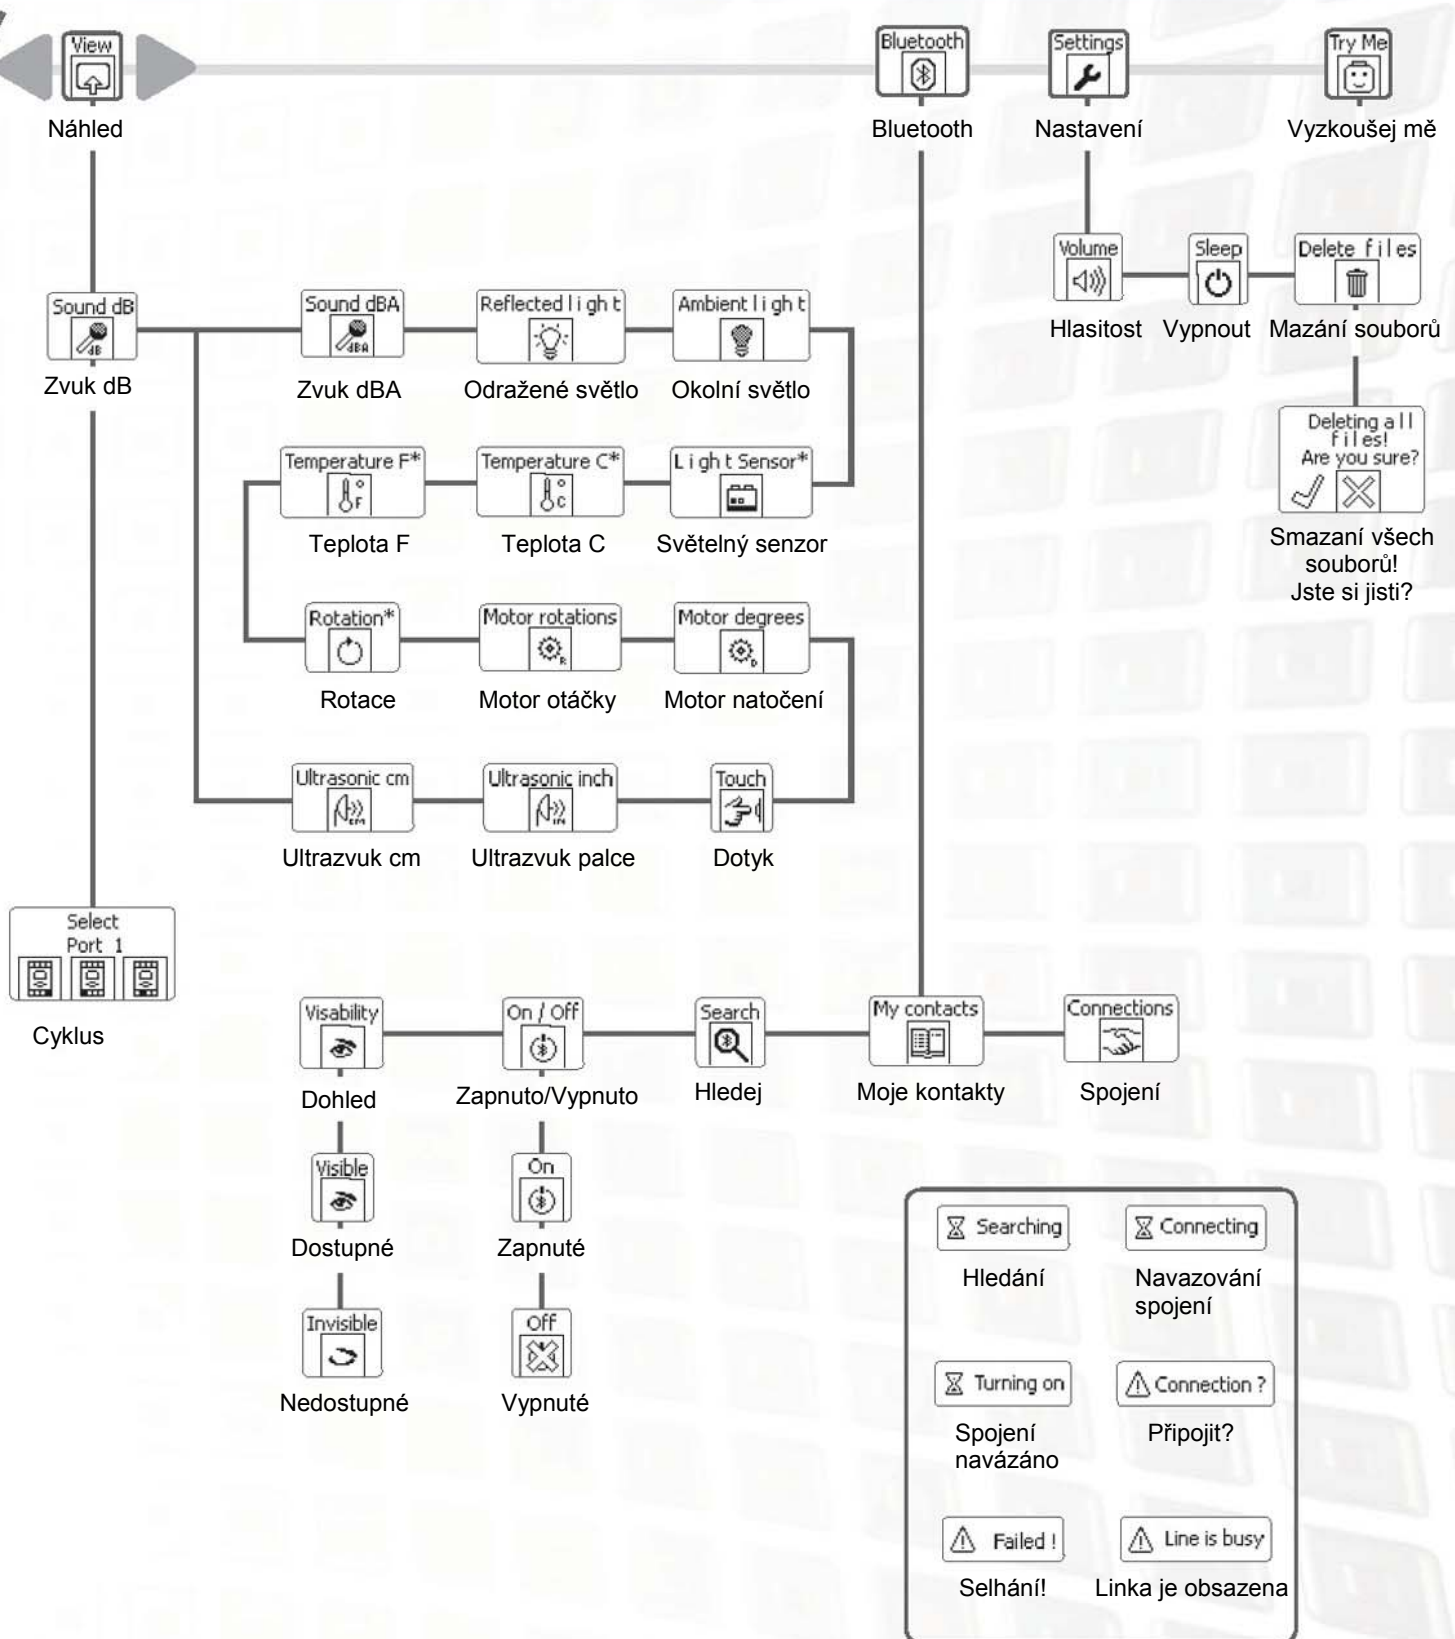 View
Bluetooth
Settings
Try Me
Náhled
Bluetooth
Nastavení
Vyzkoušej mě
Volume
Sleep
Delete files
Hlasitost
Vypnout
Mazání souborů
Sound dB
dB
Sound dBA
dBA
Reflected light
Ambient light
Zvuk dB
Zvuk dBA
Odražené světlo
Okolní světlo
Deleting all
files!
Are you sure?
Smazaní všech
souborů!
Jste si jisti?
Temperature F*
°F
Temperature C*
°C
Light Sensor*
Teplota F
Teplota C
Světelný senzor
Rotation*
Motor rotations
R
Motor degrees
D
Rotace
Motor otáčky
Motor natočení
Ultrasonic cm
CM
Ultrasonic inch
IN
Touch
Ultrazvuk cm
Ultrazvuk palce
Dotyk
Select
Port 1
Cyklus
Visability
On / Off
Search
My contacts
Connections
Dohled
Zapnuto/Vypnuto
Hledej
Moje kontakty
Spojení
Visible
On
Dostupné
Zapnuté
Invisible
Off
Nedostupné
Vypnuté
Searching
Connecting
Hledání
Navazování
spojení
Turning on
Connection ?
Spojení
navázáno
Připojit?
Failed !
Line is busy
Selhání!
Linka je obsazena